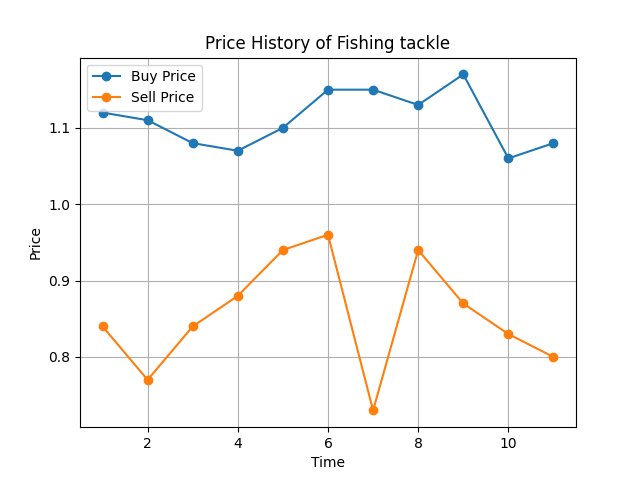 Price History of Fishing tackle
Buy Price
Sell Price
1.1
1.0
0.9
0.8
Price
2 4 6 8 10
Time